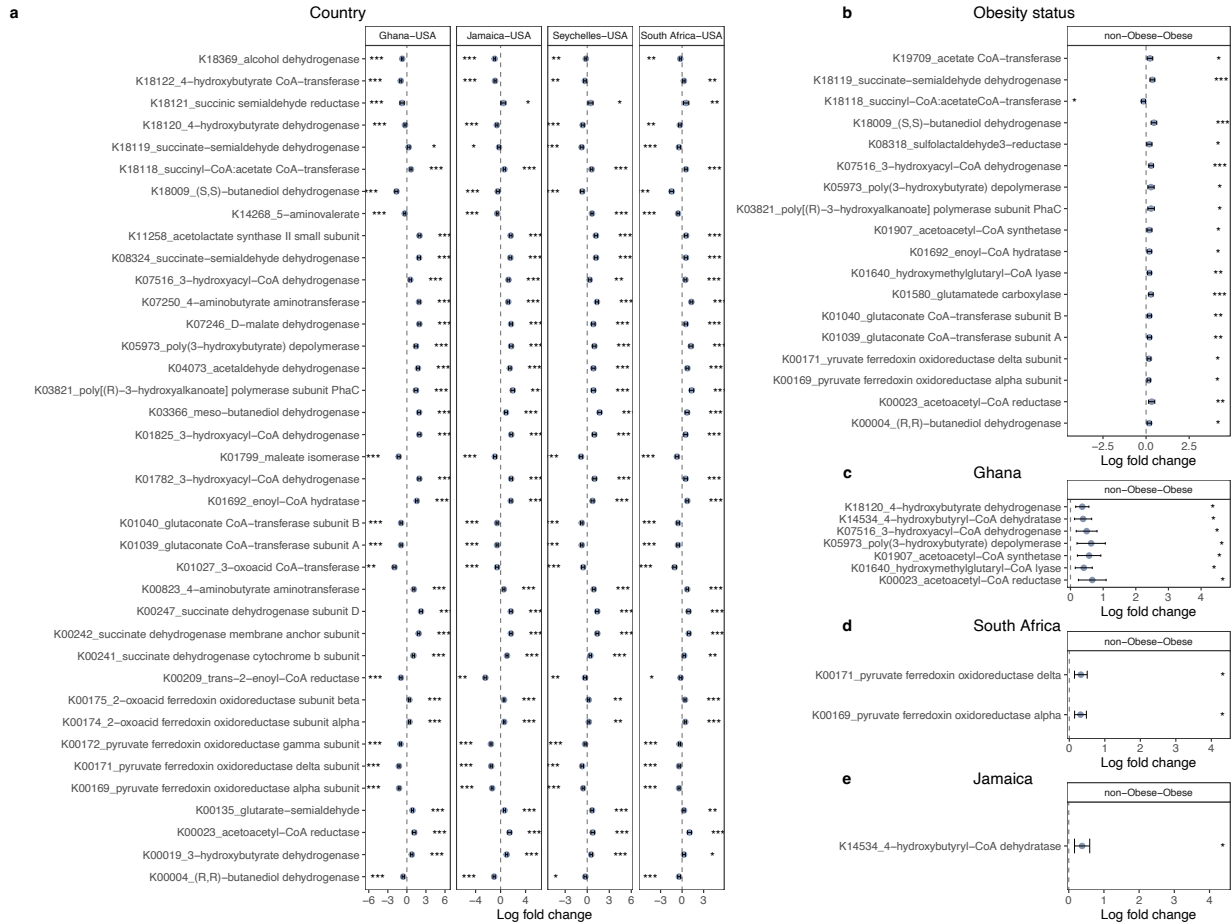 a
Country
Ghana−USA
Jamaica−USA
Seychelles−USA
South Africa−USA
K18369_alcohol dehydrogenase
*** *** ** **
K18122_4−hydroxybutyrate CoA−transferase
*** *** ** **
K18121_succinic semialdehyde reductase
*** * * **
K18120_4−hydroxybutyrate dehydrogenase
*** *** *** **
K18119_succinate−semialdehyde dehydrogenase
* * *** ***
K18118_succinyl−CoA:acetate CoA−transferase
*** *** *** ***
K18009_(S,S)−butanediol dehydrogenase
*** *** *** **
K14268_5−aminovalerate
*** *** *** ***
K11258_acetolactate synthase II small subunit
*** *** *** ***
K08324_succinate−semialdehyde dehydrogenase
*** *** *** ***
K07516_3−hydroxyacyl−CoA dehydrogenase
*** *** ** ***
K07250_4−aminobutyrate aminotransferase
*** *** *** ***
K07246_D−malate dehydrogenase
*** *** *** ***
K05973_poly(3−hydroxybutyrate) depolymerase
*** *** *** ***
K04073_acetaldehyde dehydrogenase
*** *** *** ***
K03821_poly[(R)−3−hydroxyalkanoate] polymerase subunit PhaC
*** ** *** ***
K03366_meso−butanediol dehydrogenase
*** *** ** ***
K01825_3−hydroxyacyl−CoA dehydrogenase
*** *** *** ***
K01799_maleate isomerase
*** *** ** ***
K01782_3−hydroxyacyl−CoA dehydrogenase
*** *** *** ***
K01692_enoyl−CoA hydratase
*** *** *** ***
K01040_glutaconate CoA−transferase subunit B
*** *** *** ***
K01039_glutaconate CoA−transferase subunit A
*** *** *** ***
K01027_3−oxoacid CoA−transferase
** *** *** ***
K00823_4−aminobutyrate aminotransferase
*** *** *** ***
K00247_succinate dehydrogenase subunit D
*** *** *** ***
K00242_succinate dehydrogenase membrane anchor subunit
*** *** *** ***
K00241_succinate dehydrogenase cytochrome b subunit
*** *** *** **
K00209_trans−2−enoyl−CoA reductase
*** ** ** *
K00175_2−oxoacid ferredoxin oxidoreductase subunit beta
*** *** ** ***
K00174_2−oxoacid ferredoxin oxidoreductase subunit alpha
*** *** ** ***
K00172_pyruvate ferredoxin oxidoreductase gamma subunit
*** *** *** ***
K00171_pyruvate ferredoxin oxidoreductase delta subunit
*** *** *** ***
K00169_pyruvate ferredoxin oxidoreductase alpha subunit
*** *** *** ***
K00135_glutarate−semialdehyde
*** *** *** **
K00023_acetoacetyl−CoA reductase
*** *** *** ***
K00019_3−hydroxybutyrate dehydrogenase
*** *** *** *
K00004_(R,R)−butanediol dehydrogenase
*** *** * ***
−6 −3 0 3 6
−4 0 4
−3 0 3 6
−3 0 3
Log fold change
b
Obesity status
non−Obese−Obese
K19709_acetate CoA−transferase
*
K18119_succinate−semialdehyde dehydrogenase
***
K18118_succinyl−CoA:acetateCoA−transferase
*
K18009_(S,S)−butanediol dehydrogenase
***
K08318_sulfolactaldehyde3−reductase
*
K07516_3−hydroxyacyl−CoA dehydrogenase
***
K05973_poly(3−hydroxybutyrate) depolymerase
*
K03821_poly[(R)−3−hydroxyalkanoate] polymerase subunit PhaC
*
K01907_acetoacetyl−CoA synthetase
*
K01692_enoyl−CoA hydratase
*
K01640_hydroxymethylglutaryl−CoA lyase
**
K01580_glutamatede carboxylase
***
K01040_glutaconate CoA−transferase subunit B
**
K01039_glutaconate CoA−transferase subunit A
**
K00171_yruvate ferredoxin oxidoreductase delta subunit
*
K00169_pyruvate ferredoxin oxidoreductase alpha subunit
*
K00023_acetoacetyl−CoA reductase
**
K00004_(R,R)−butanediol dehydrogenase
*
−2.5 0.0 2.5
Log fold change
c
Ghana
non−Obese−Obese
K18120_4−hydroxybutyrate dehydrogenase
*
K14534_4−hydroxybutyryl−CoA dehydratase
*
K07516_3−hydroxyacyl−CoA dehydrogenase
*
K05973_poly(3−hydroxybutyrate) depolymerase
*
K01907_acetoacetyl−CoA synthetase
*
K01640_hydroxymethylglutaryl−CoA lyase
*
K00023_acetoacetyl−CoA reductase
*
0 1 2 3 4
Log fold change
d
South Africa
non−Obese−Obese
K00171_pyruvate ferredoxin oxidoreductase delta
*
K00169_pyruvate ferredoxin oxidoreductase alpha
*
0 1 2 3 4
Log fold change
e
Jamaica
non−Obese−Obese
K14534_4−hydroxybutyryl−CoA dehydratase
*
0 1 2 3 4
Log fold change